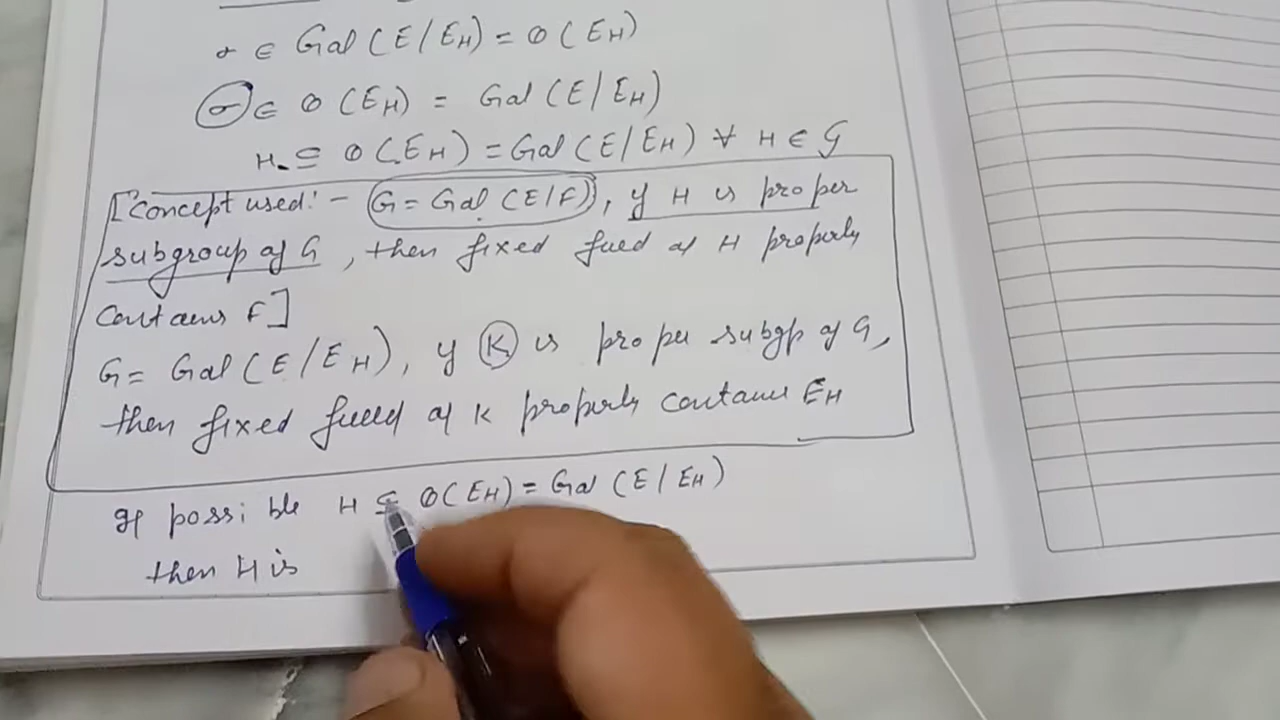 σ ∈ Gal (E/E_H) = Φ (E_H)
σ ∈ Φ (E_H) = Gal (E/E_H)
H ⊆ Φ (E_H) = Gal (E/E_H) ∀ H ∈ G
[Concept used:- G = Gal (E/F), if H is proper
subgroup of G, then fixed field of H properly
contains F]
G = Gal (E/E_H), if K is proper subgp of G,
then fixed field of K properly contains E_H
If possible H ⊆ Φ(E_H) = Gal (E/E_H)
then H is